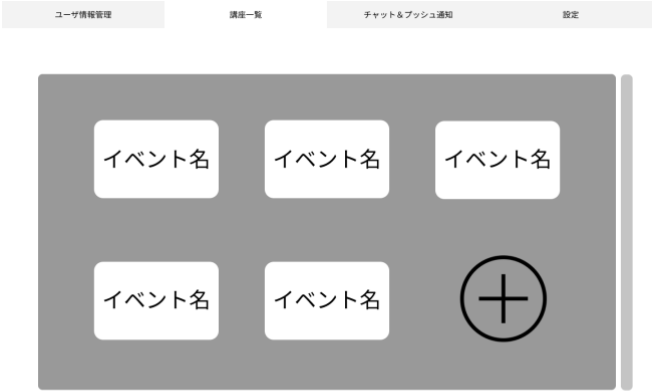 ユーザ情報管理
講座一覧
チャット＆プッシュ通知
設定
イベント名
イベント名
イベント名
イベント名
イベント名